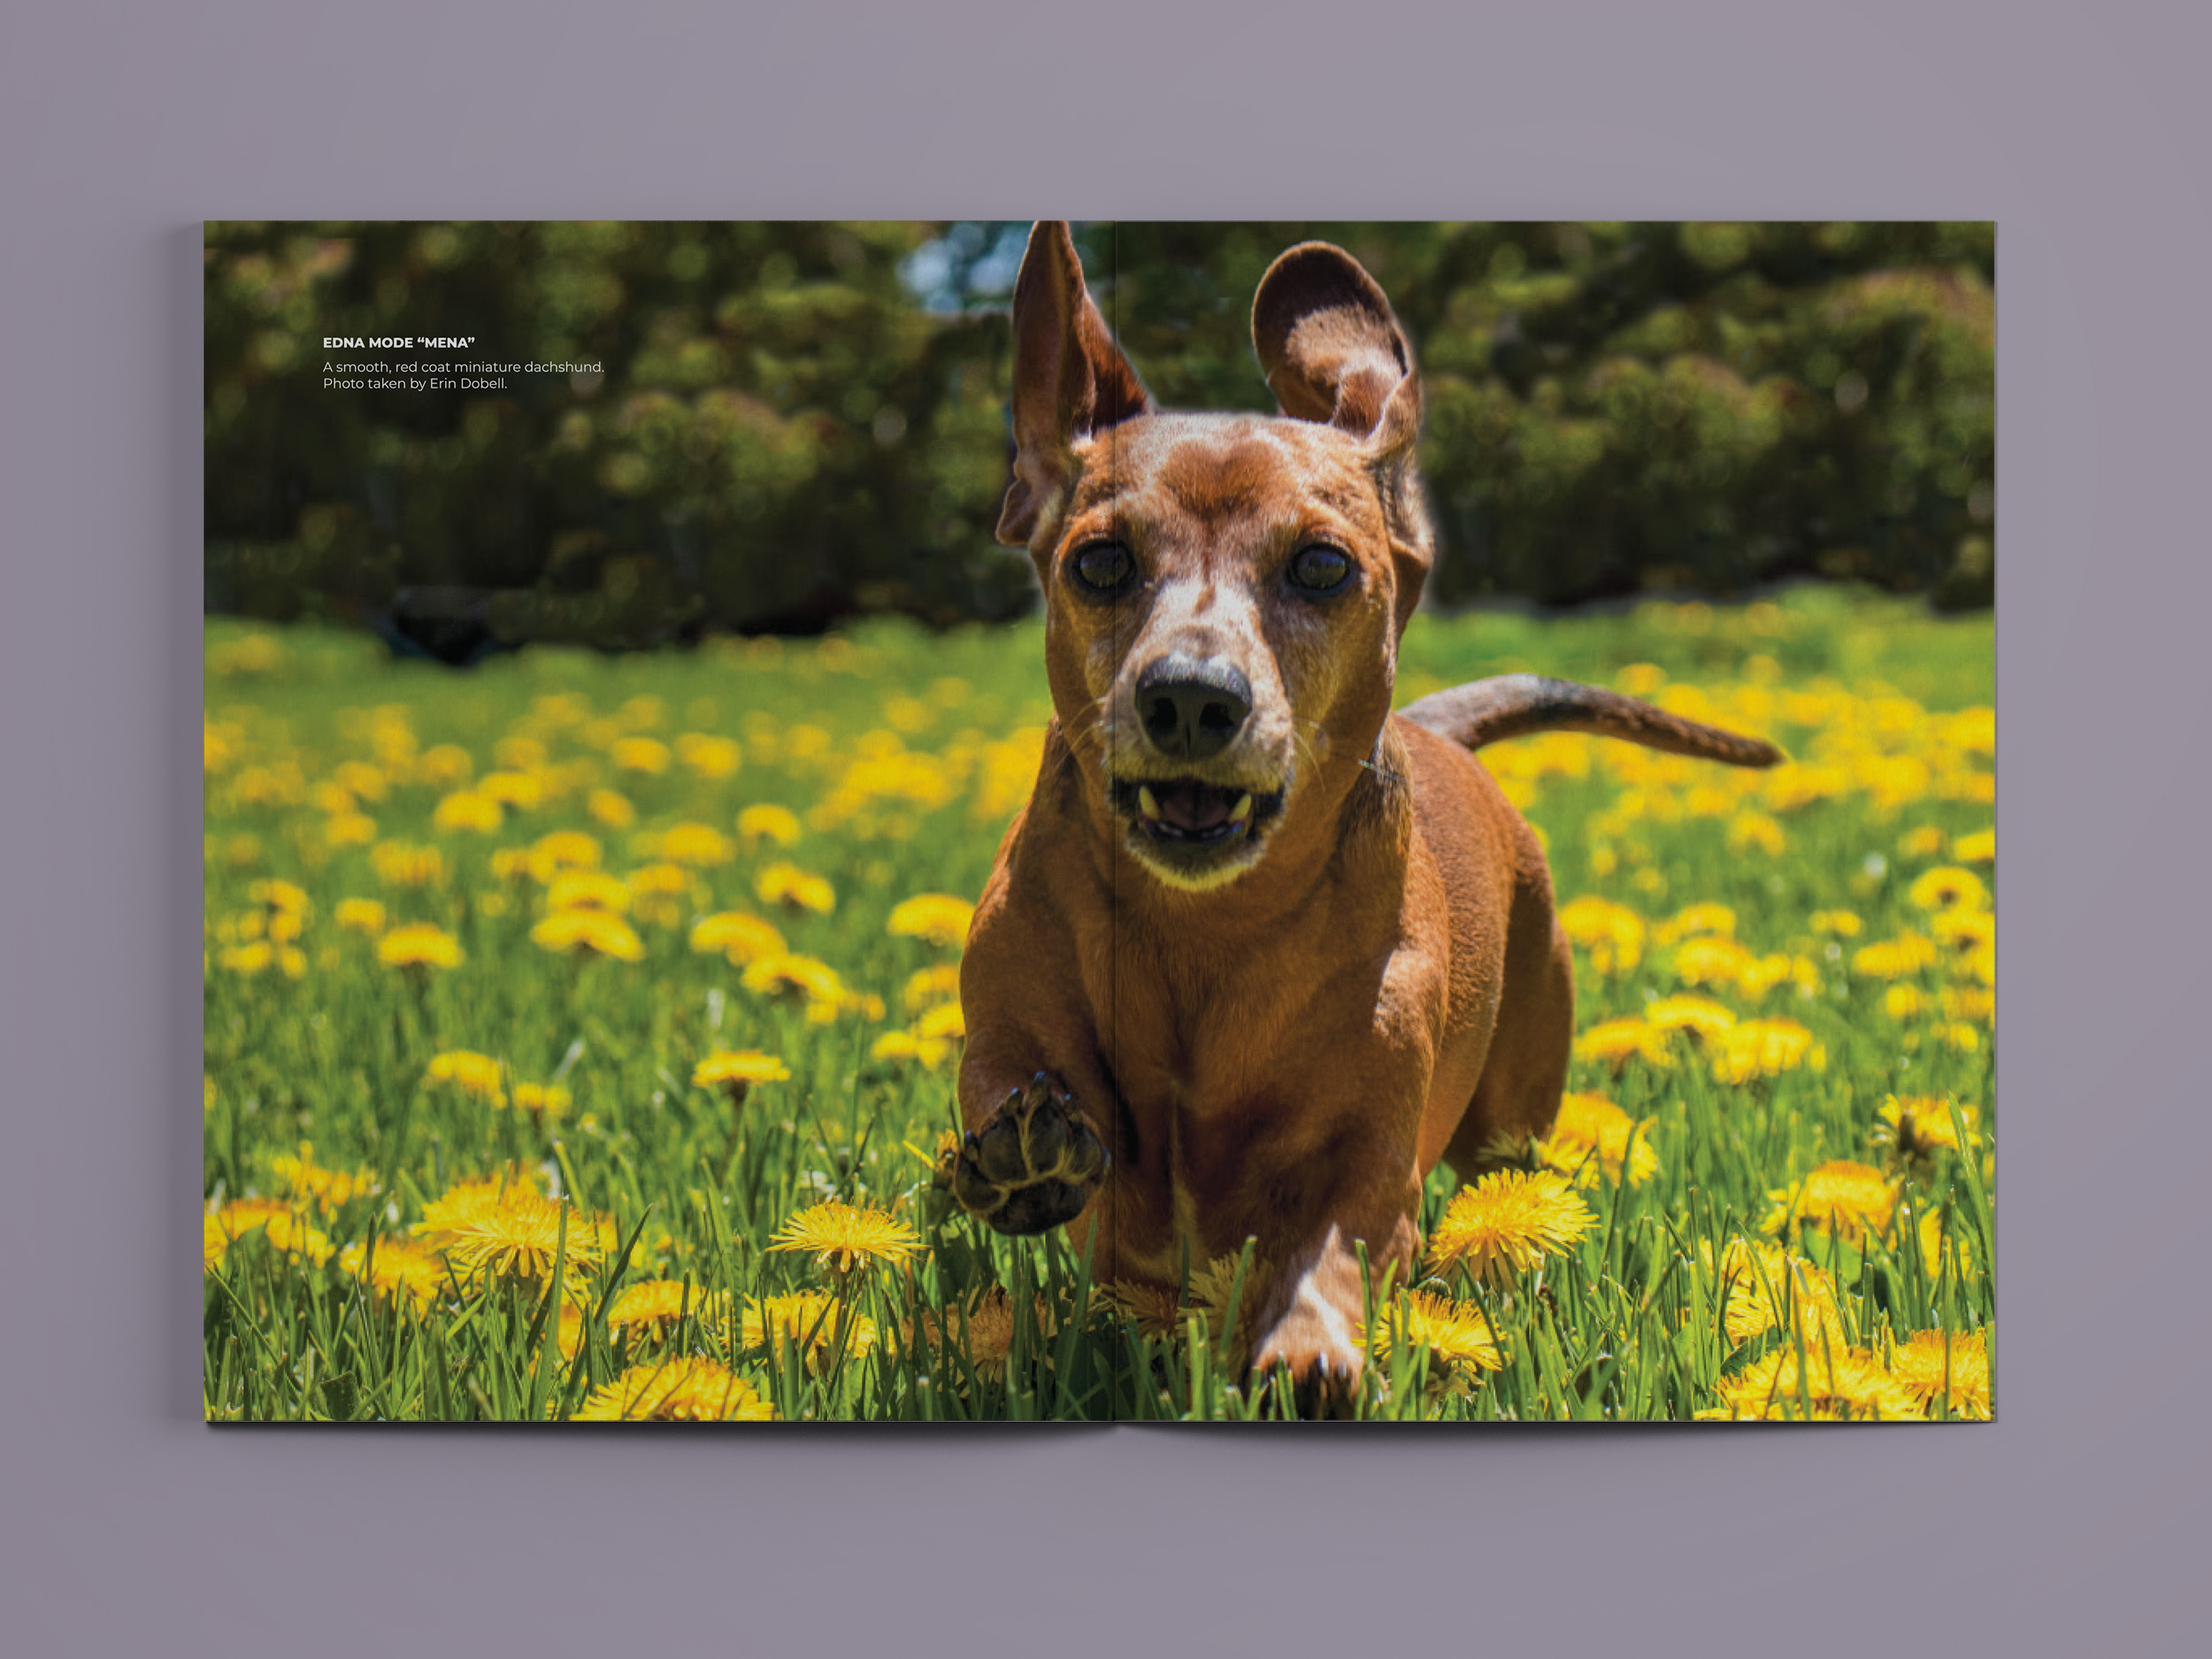 EDNA MODE “MENA”
A smooth, red coat miniature dachshund.
Photo taken by Erin Dobell.